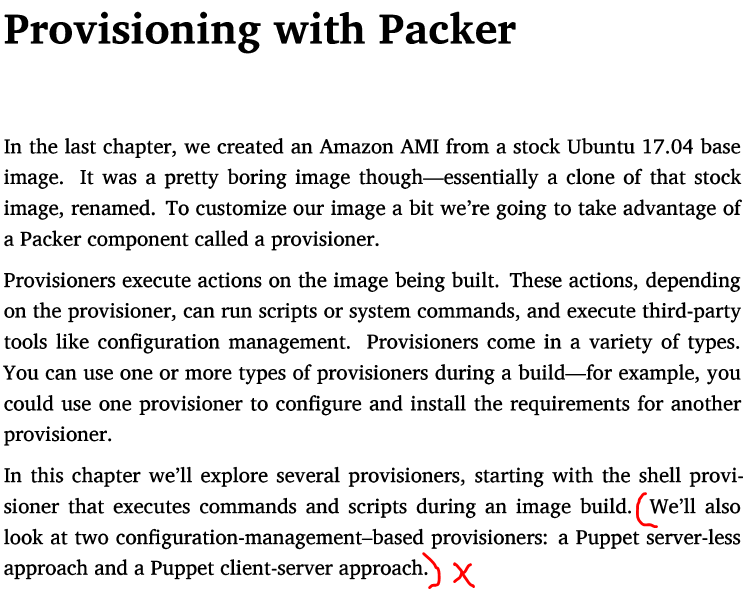 Provisioning with Packer
In the last chapter, we created an Amazon AMI from a stock Ubuntu 17.04 base
image. It was a pretty boring image though—essentially a clone of that stock
image, renamed. To customize our image a bit we’re going to take advantage of
a Packer component called a provisioner.
Provisioners execute actions on the image being built. These actions, depending
on the provisioner, can run scripts or system commands, and execute third-party
tools like configuration management. Provisioners come in a variety of types.
You can use one or more types of provisioners during a build—for example, you
could use one provisioner to configure and install the requirements for another
provisioner.
In this chapter we’ll explore several provisioners, starting with the shell provi-
sioner that executes commands and scripts during an image build. (We’ll also
look at two configuration-management–based provisioners: a Puppet server-less
approach and a Puppet client-server approach.) X